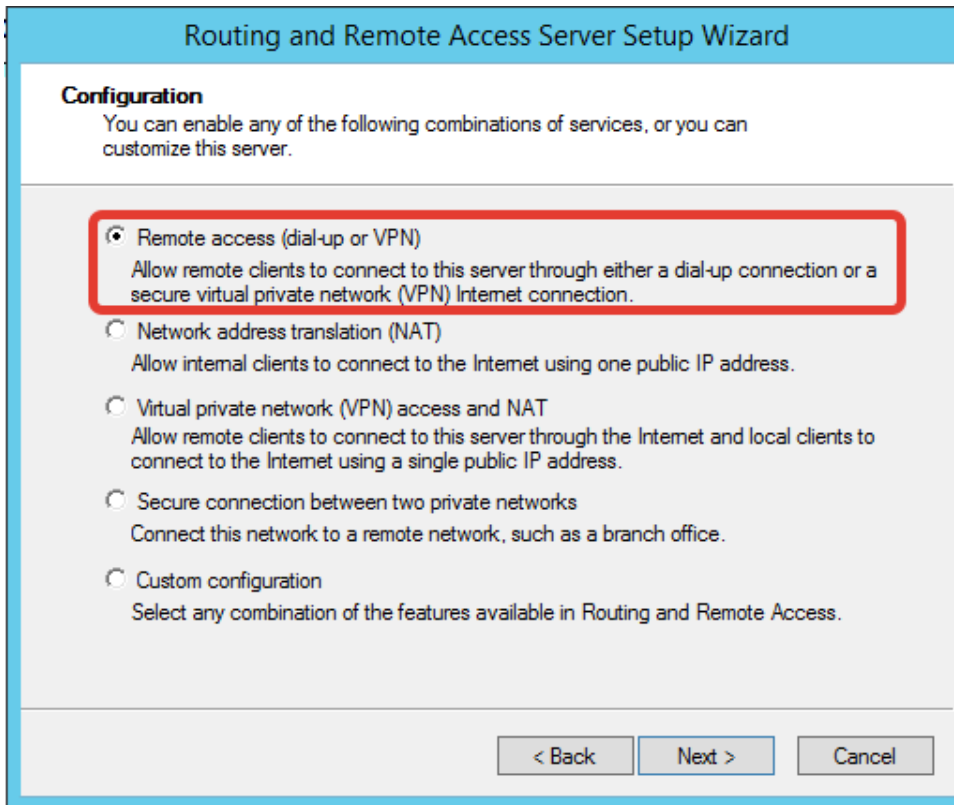 Routing and Remote Access Server Setup Wizard
Configuration
You can enable any of the following combinations of services, or you can
customize this server.
Remote access (dial-up or VPN)
Allow remote clients to connect to this server through either a dial-up connection or a
secure virtual private network (VPN) Internet connection.
Network address translation (NAT)
Allow internal clients to connect to the Internet using one public IP address.
Virtual private network (VPN) access and NAT
Allow remote clients to connect to this server through the Internet and local clients to
connect to the Internet using a single public IP address.
Secure connection between two private networks
Connect this network to a remote network, such as a branch office.
Custom configuration
Select any combination of the features available in Routing and Remote Access.
< Back Next > Cancel